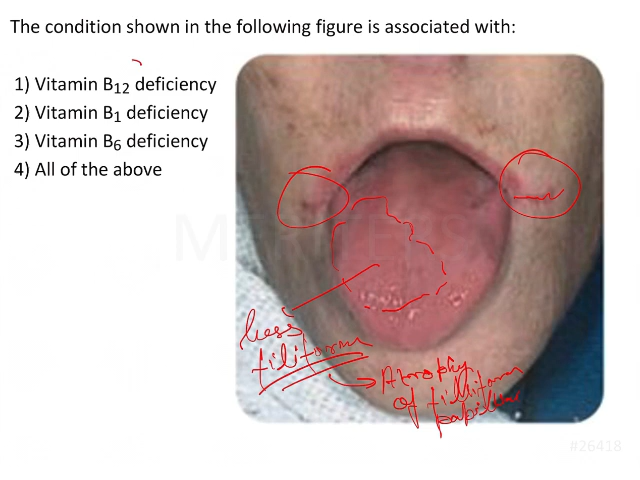 The condition shown in the following figure is associated with:
1) Vitamin B12 deficiency
2) Vitamin B1 deficiency
3) Vitamin B6 deficiency
4) All of the above
less
filiform
Atrophy
of filliform
papillae
#26418